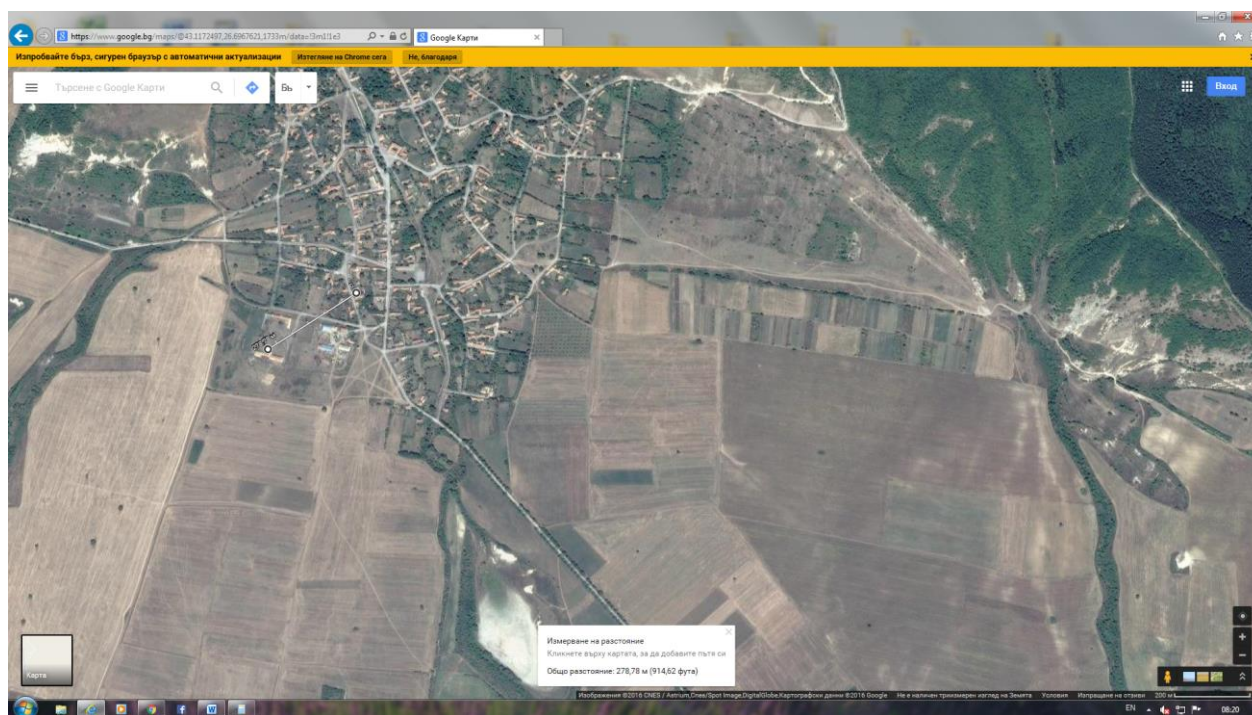 https://www.google.bg/maps/@43.1172497,26.6967621,1733m/data=!3m1!1e3
Google Карти
Изпробвайте бърз, сигурен браузър с автоматични актуализации
Изтегляне на Chrome сега
Не, благодаря
Търсене с Google Карти
Бь
Вход
Измерване на разстояние
Кликнете върху картата, за да добавите пътя си
Общо разстояние: 278,78 м (914,62 фута)
Карта
Изображения ©2016 CNES / Astrium,Cnes/Spot Image,DigitalGlobe,Картографски данни ©2016 Google Не е наличен триизмерен изглед на Земята Условия Изпращане на отзиви 200 м
EN
08:20